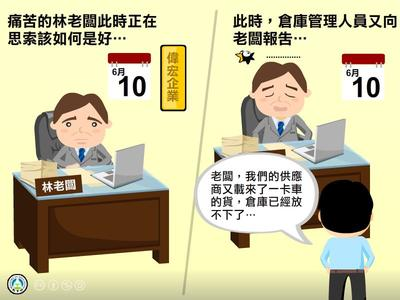 痛苦的林老闆此時正在
思索該如何是好…
6月
10
偉宏企業
林老闆
此時，倉庫管理人員又向
老闆報告…
6月
10
老闆，我們的供應
商又載來了一卡車
的貨，倉庫已經放
不下了…